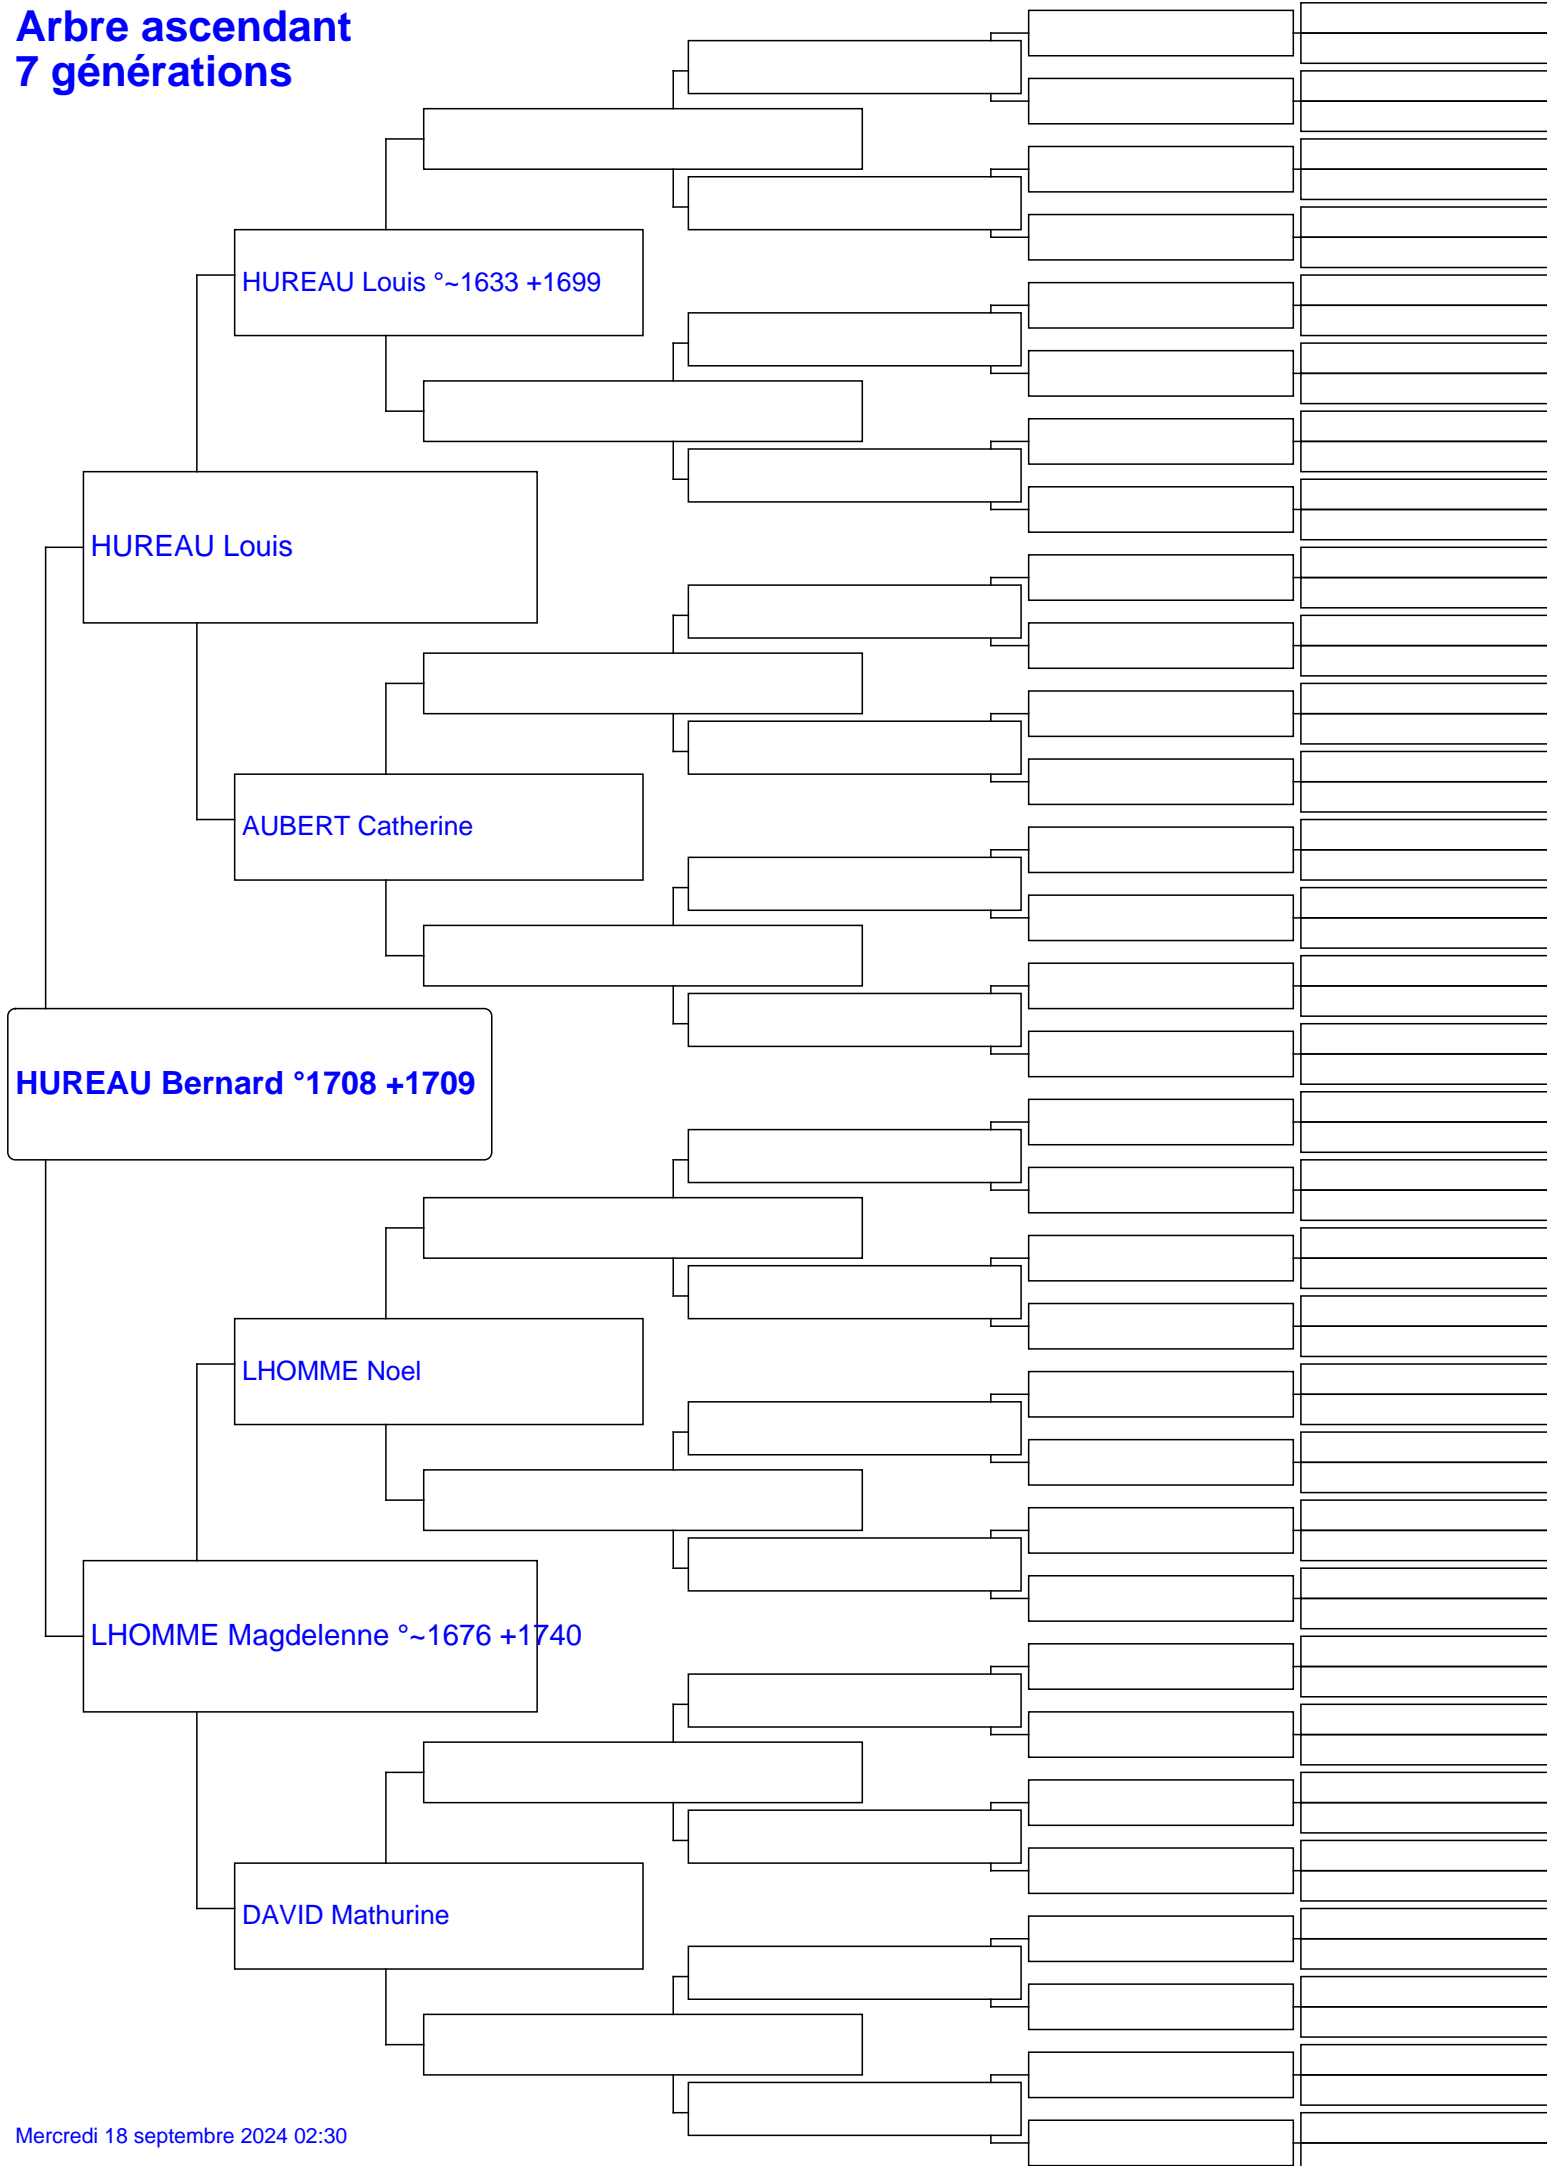 Arbre ascendant
7 générations
HUREAU Louis °~1633 +1699
HUREAU Louis
AUBERT Catherine
HUREAU Bernard °1708 +1709
LHOMME Noel
LHOMME Magdelenne °~1676 +1740
DAVID Mathurine
Mercredi 18 septembre 2024 02:30